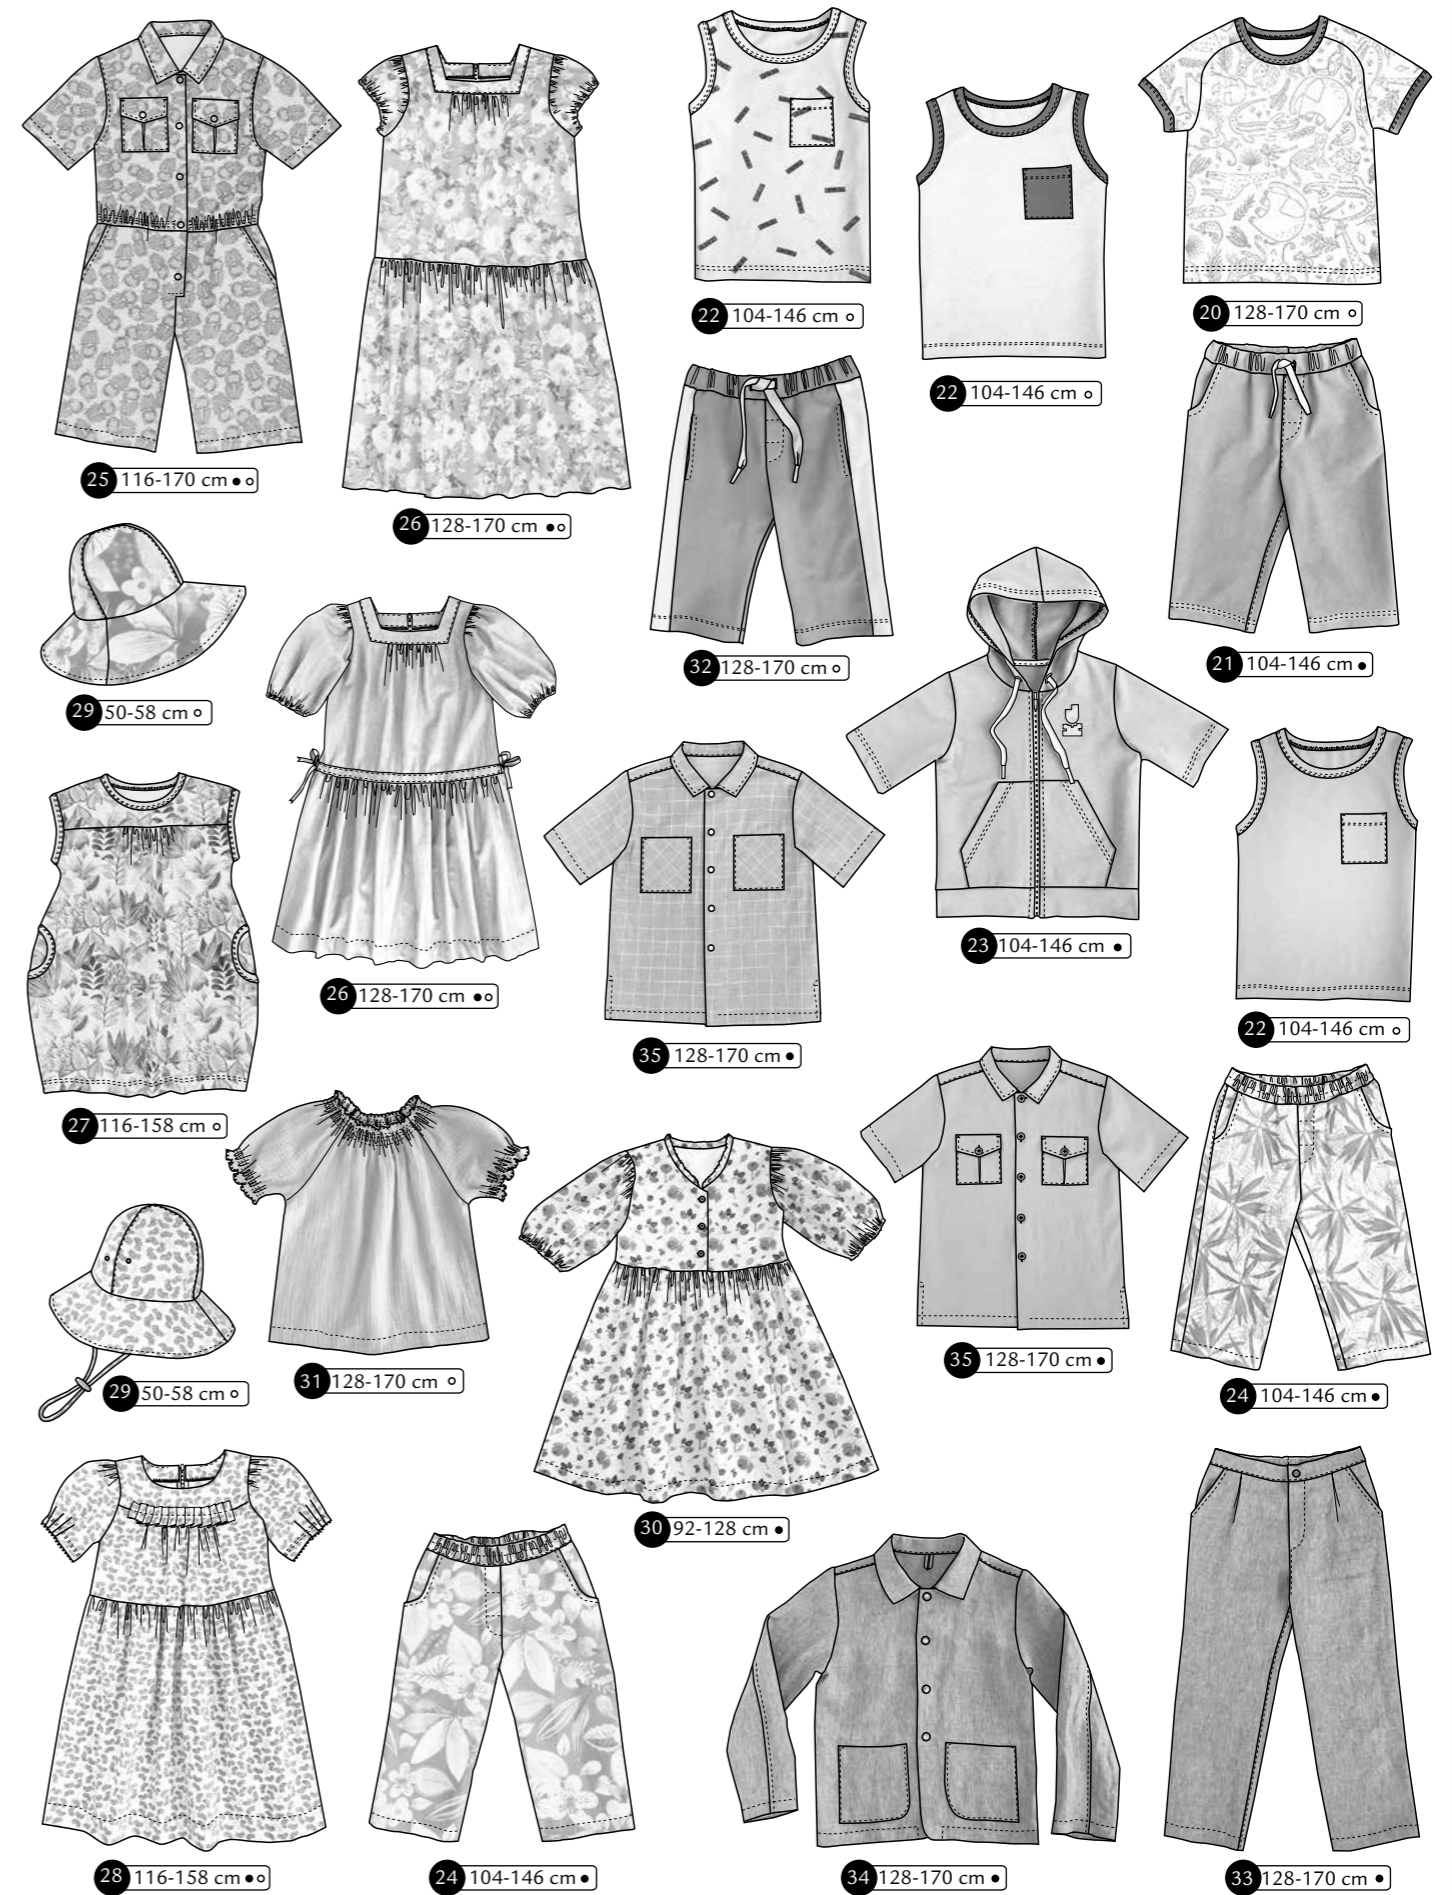 22 104-146 cm ○
20 128-170 cm ○
22 104-146 cm ○
25 116-170 cm ● ○
26 128-170 cm ●○
32 128-170 cm ○
21 104-146 cm ●
29 50-58 cm ○
23 104-146 cm ●
26 128-170 cm ●○
22 104-146 cm ○
35 128-170 cm ●
27 116-158 cm ○
35 128-170 cm ●
31 128-170 cm ○
29 50-58 cm ○
24 104-146 cm ●
30 92-128 cm ●
28 116-158 cm ●○
24 104-146 cm ●
34 128-170 cm ●
33 128-170 cm ●